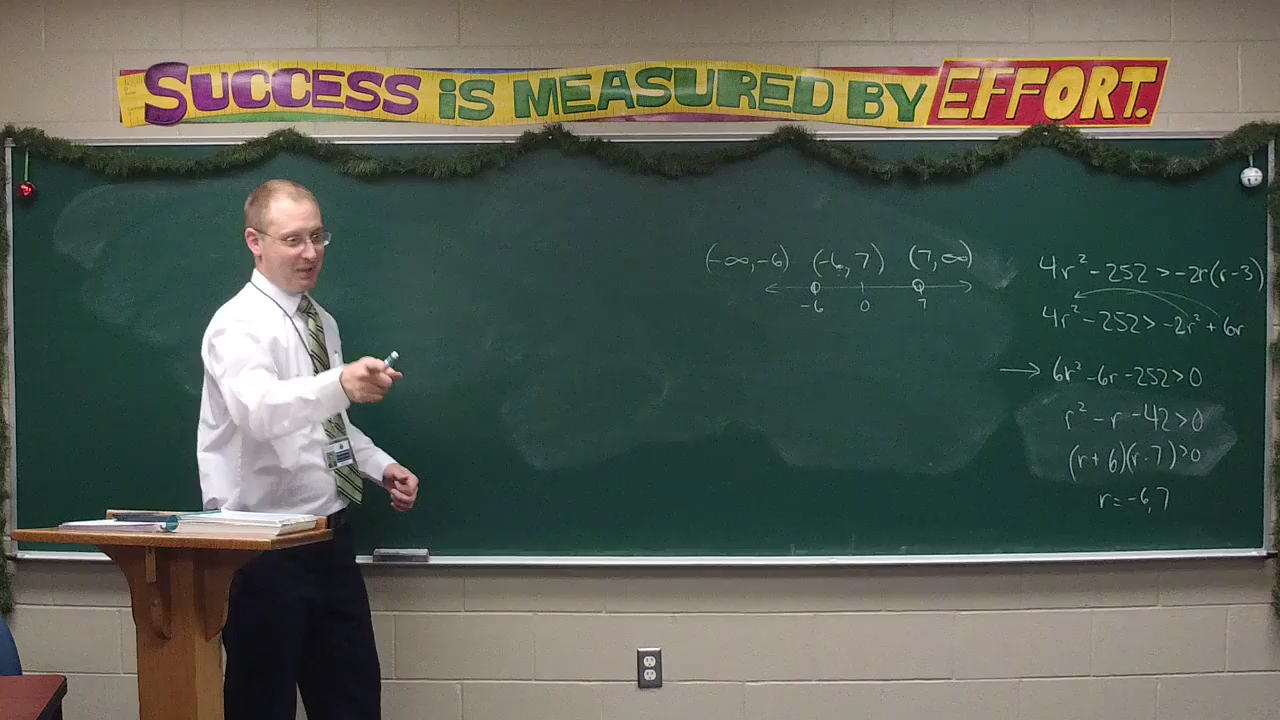 SUCCESS IS MEASURED BY EFFORT.
(-∞,-6) (-6,7) (7,∞)
-6 0 7
4r² - 252 > -2r(r-3)
4r² - 252 > -2r² + 6r
→ 6r² - 6r - 252 > 0
r² - r - 42 > 0
(r+6)(r-7) > 0
r = -6,7